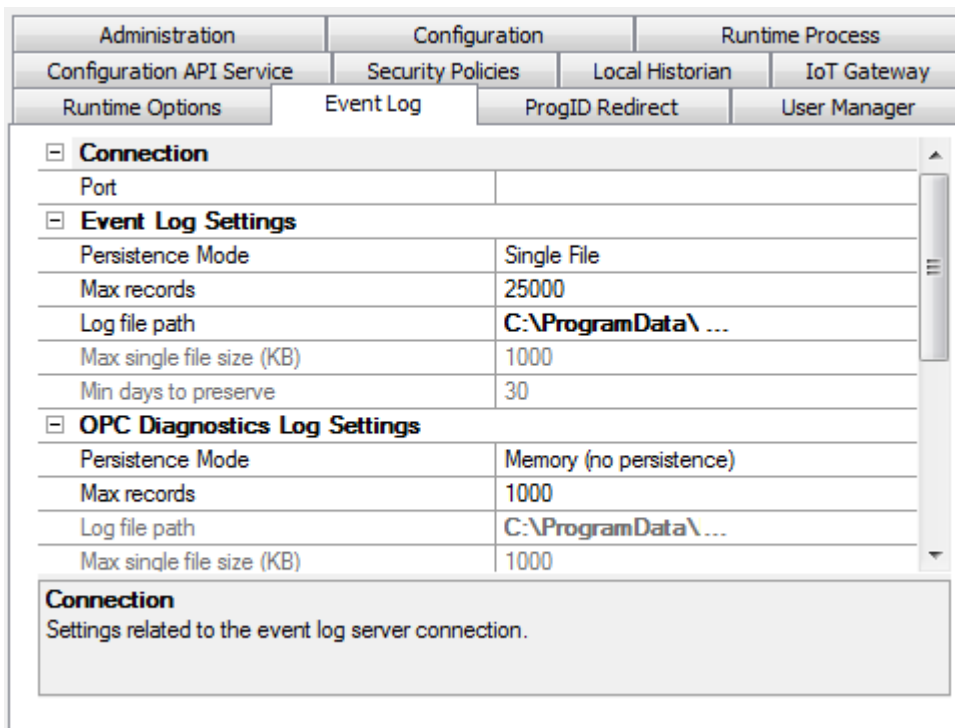 Administration Configuration Runtime Process
Configuration API Service Security Policies Local Historian IoT Gateway
Runtime Options Event Log ProgID Redirect User Manager
Connection
Port
Event Log Settings
Persistence Mode Single File
Max records 25000
Log file path C:\ProgramData\ ...
Max single file size (KB) 1000
Min days to preserve 30
OPC Diagnostics Log Settings
Persistence Mode Memory (no persistence)
Max records 1000
Log file path C:\ProgramData\ ...
Max single file size (KB) 1000
Connection
Settings related to the event log server connection.